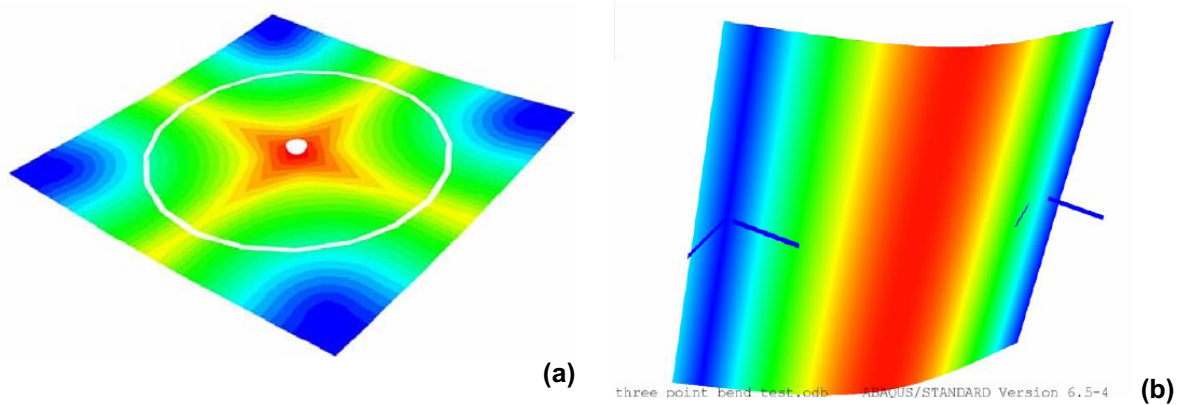 (a)
three point bend test.odb    ABAQUS/STANDARD Version 6.5-4
(b)